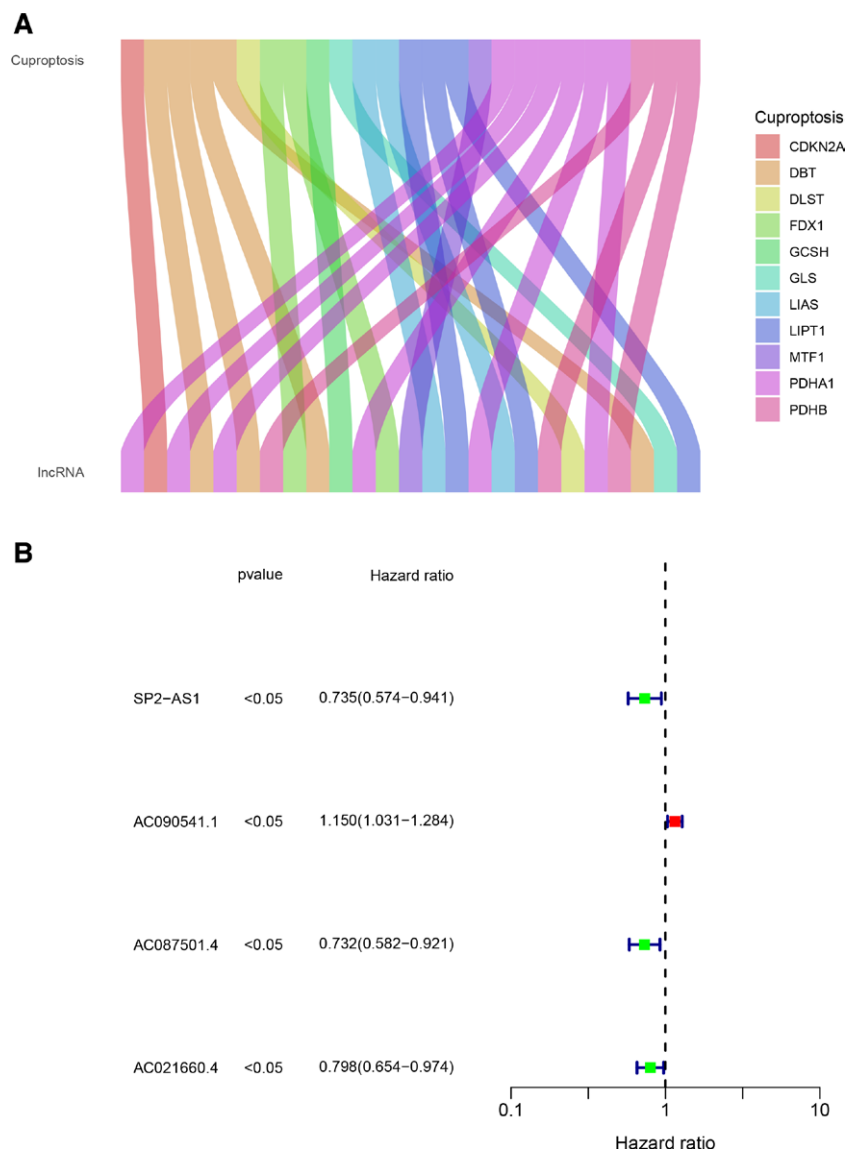 A
Cuproptosis
lncRNA
Cuproptosis
CDKN2A
DBT
DLST
FDX1
GCSH
GLS
LIAS
LIPT1
MTF1
PDHA1
PDHB
B
pvalue Hazard ratio
SP2−AS1 <0.05 0.735(0.574−0.941)
AC090541.1 <0.05 1.150(1.031−1.284)
AC087501.4 <0.05 0.732(0.582−0.921)
AC021660.4 <0.05 0.798(0.654−0.974)
0.1 1 10
Hazard ratio